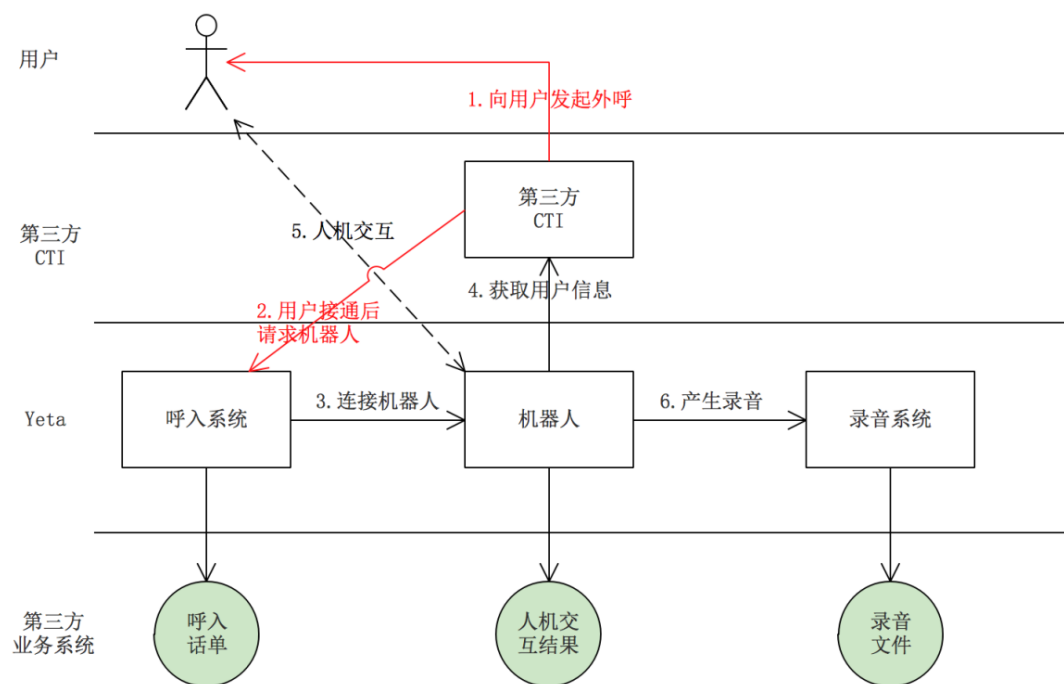 用户
1.向用户发起外呼
第三方
CTI
第三方
CTI
5.人机交互
4.获取用户信息
2.用户接通后
请求机器人
Yeta
呼入系统
3.连接机器人
机器人
6.产生录音
录音系统
第三方
业务系统
呼入
话单
人机交
互结果
录音
文件